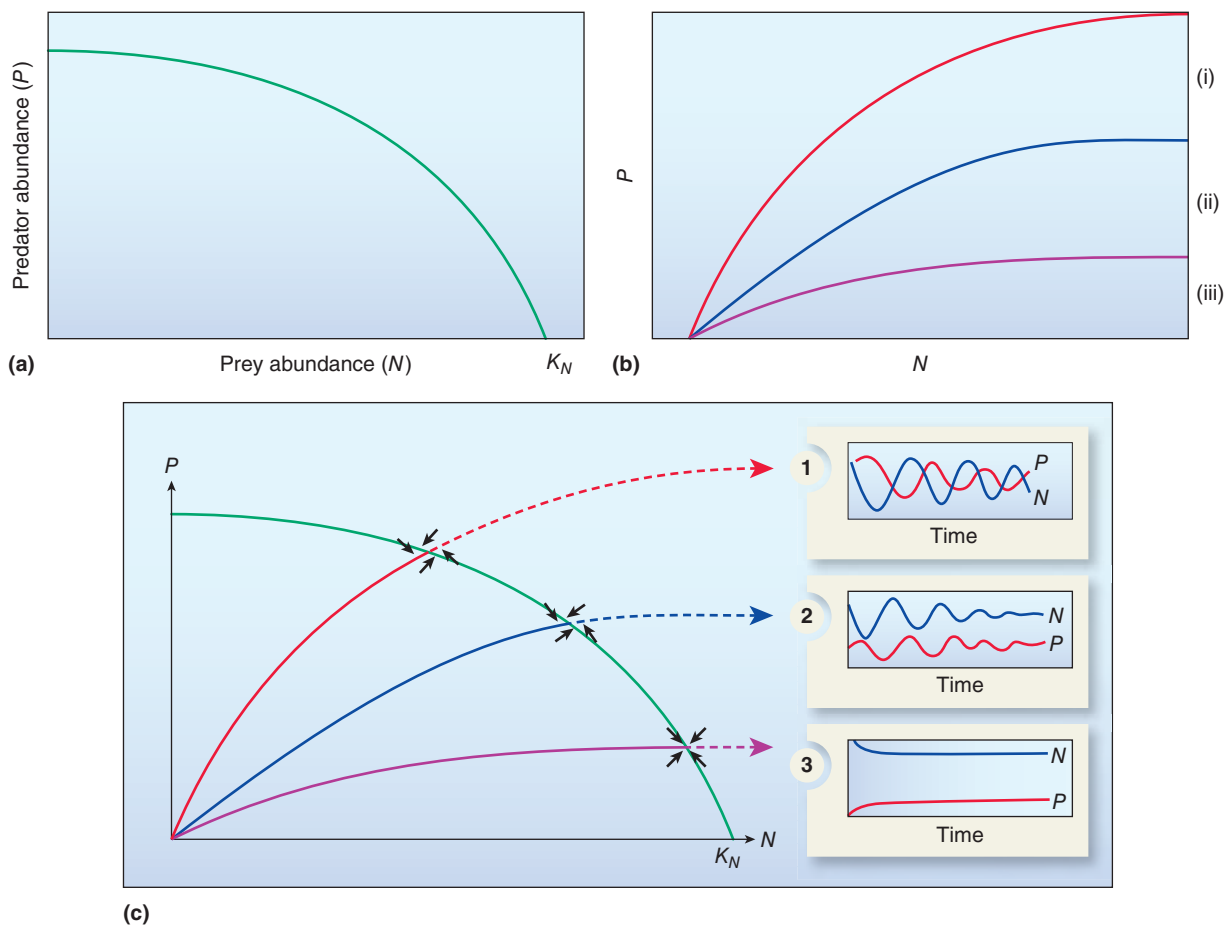 Predator abundance (P)
Prey abundance (N)
K_N
(a)
P
(i)
(ii)
(iii)
(b)
N
P
N
K_N
1
P
N
Time
2
N
P
Time
3
N
P
Time
(c)